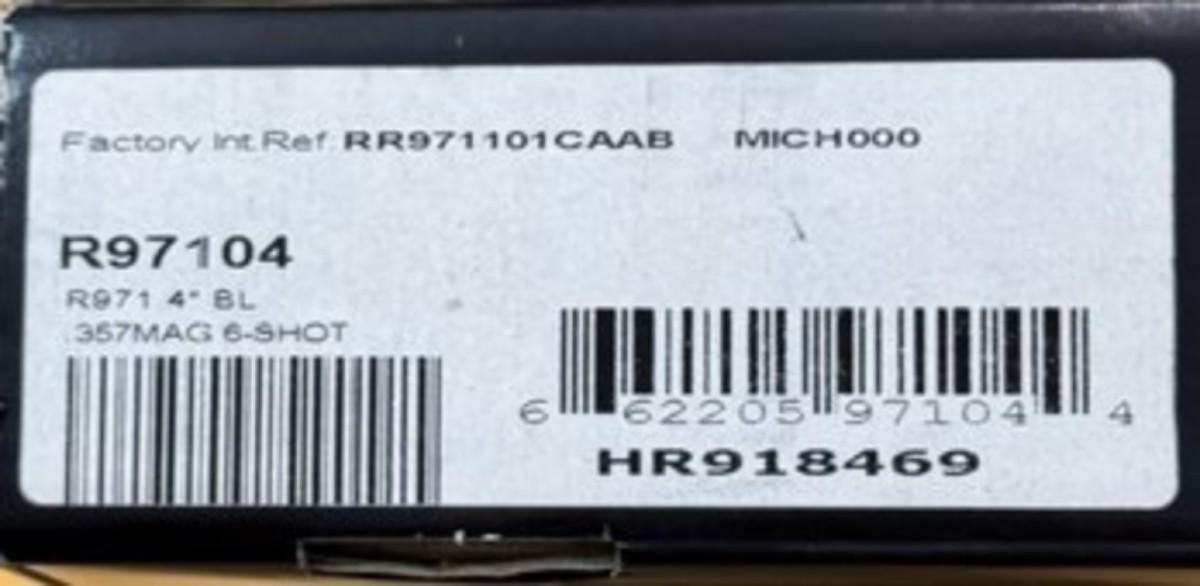 Factory Int.Ref RR971101CAAB MICH000
R97104
R971 4" BL
.357MAG 6-SHOT
6 62205 97104 4
HR918469